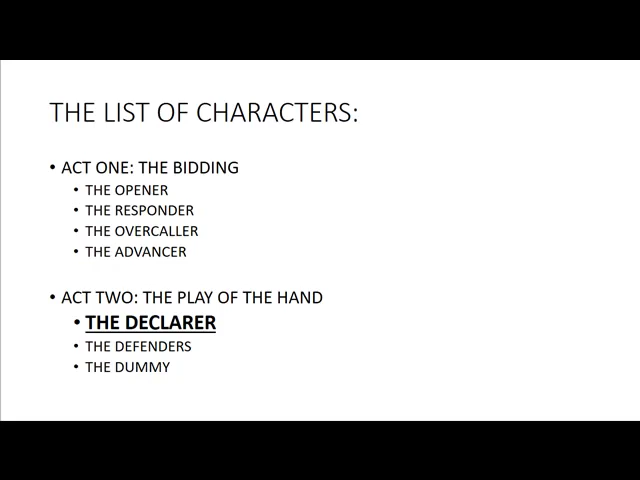 THE LIST OF CHARACTERS:
• ACT ONE: THE BIDDING
• THE OPENER
• THE RESPONDER
• THE OVERCALLER
• THE ADVANCER
• ACT TWO: THE PLAY OF THE HAND
• THE DECLARER
• THE DEFENDERS
• THE DUMMY